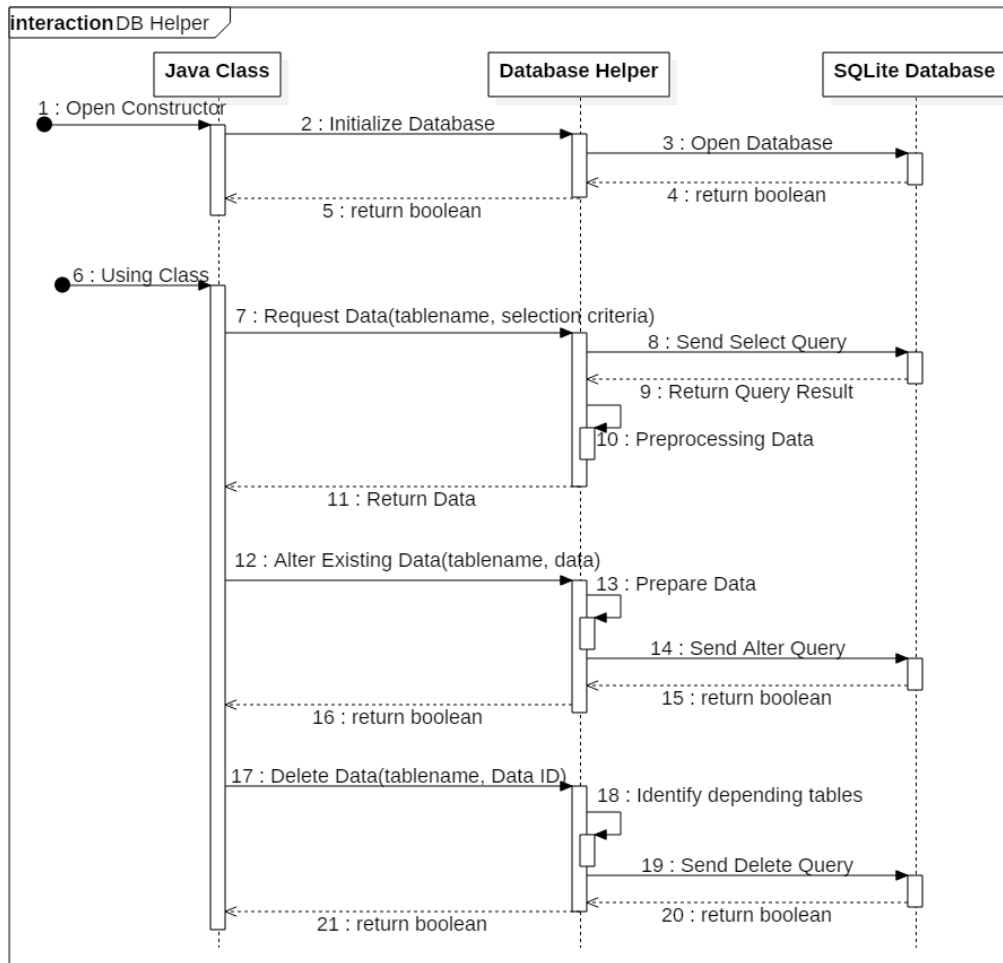 interaction DB Helper
Java Class
Database Helper
SQLite Database
1 : Open Constructor
2 : Initialize Database
3 : Open Database
4 : return boolean
5 : return boolean
6 : Using Class
7 : Request Data(tablename, selection criteria)
8 : Send Select Query
9 : Return Query Result
10 : Preprocessing Data
11 : Return Data
12 : Alter Existing Data(tablename, data)
13 : Prepare Data
14 : Send Alter Query
15 : return boolean
16 : return boolean
17 : Delete Data(tablename, Data ID)
18 : Identify depending tables
19 : Send Delete Query
20 : return boolean
21 : return boolean